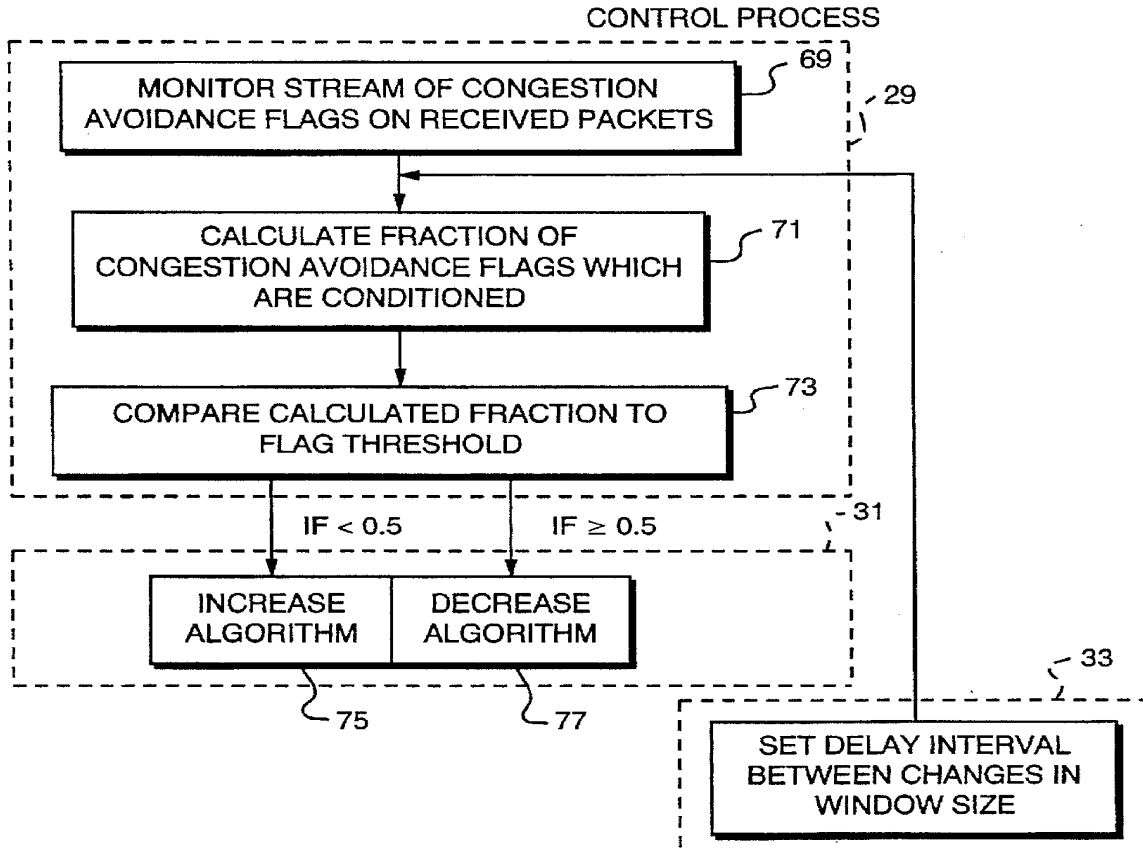 CONTROL PROCESS
MONITOR STREAM OF CONGESTION
AVOIDANCE FLAGS ON RECEIVED PACKETS
69
29
CALCULATE FRACTION OF
CONGESTION AVOIDANCE FLAGS WHICH
ARE CONDITIONED
71
COMPARE CALCULATED FRACTION TO
FLAG THRESHOLD
73
IF < 0.5
IF ≥ 0.5
31
INCREASE
ALGORITHM
DECREASE
ALGORITHM
75
77
33
SET DELAY INTERVAL
BETWEEN CHANGES IN
WINDOW SIZE